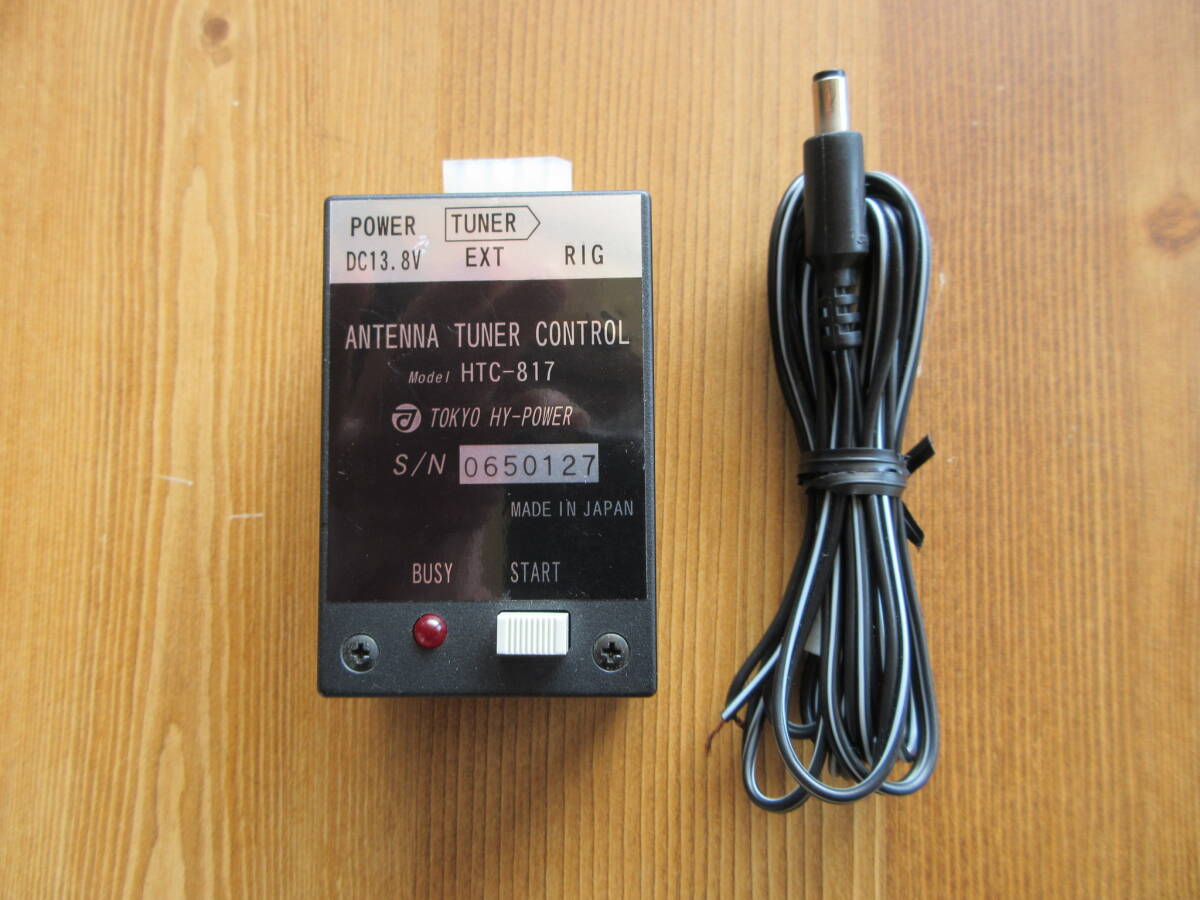 POWER TUNER
DC13.8V EXT RIG
ANTENNA TUNER CONTROL
Model HTC-817
TOKYO HY-POWER
S/N 0650127
MADE IN JAPAN
BUSY START